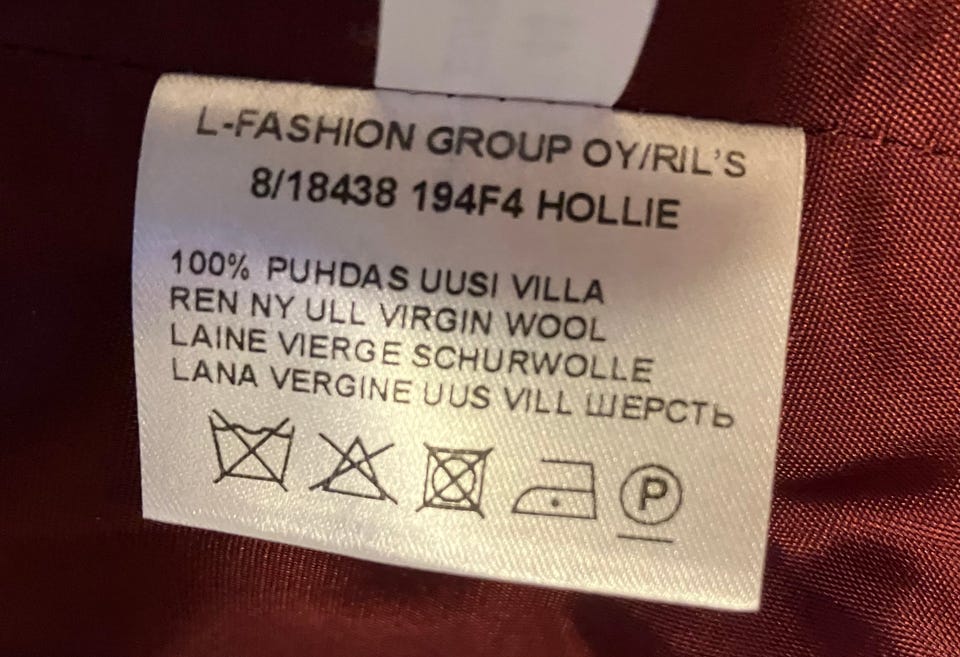 L-FASHION GROUP OY/RIL'S
8/18438 194F4 HOLLIE
100% PUHDAS UUSI VILLA
REN NY ULL VIRGIN WOOL
LAINE VIERGE SCHURWOLLE
LANA VERGINE UUS VILL ШЕРСТЬ
P